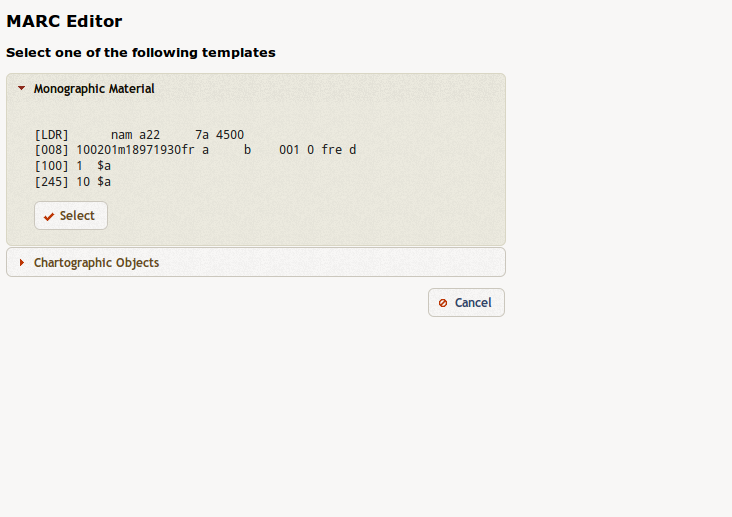 MARC Editor
Select one of the following templates
Monographic Material
[LDR]      nam a22     7a 4500
[008] 100201m18971930fr a     b    001 0 fre d
[100] 1  $a
[245] 10 $a
Select
Chartographic Objects
Cancel